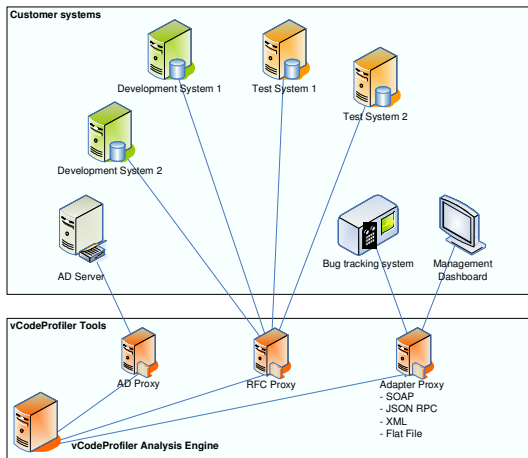 Customer systems
Development System 1
Test System 1
Test System 2
Development System 2
AD Server
Bug tracking system
Management
Dashboard
vCodeProfiler Tools
AD Proxy
RFC Proxy
Adapter Proxy
- SOAP
- JSON RPC
- XML
- Flat File
vCodeProfiler Analysis Engine